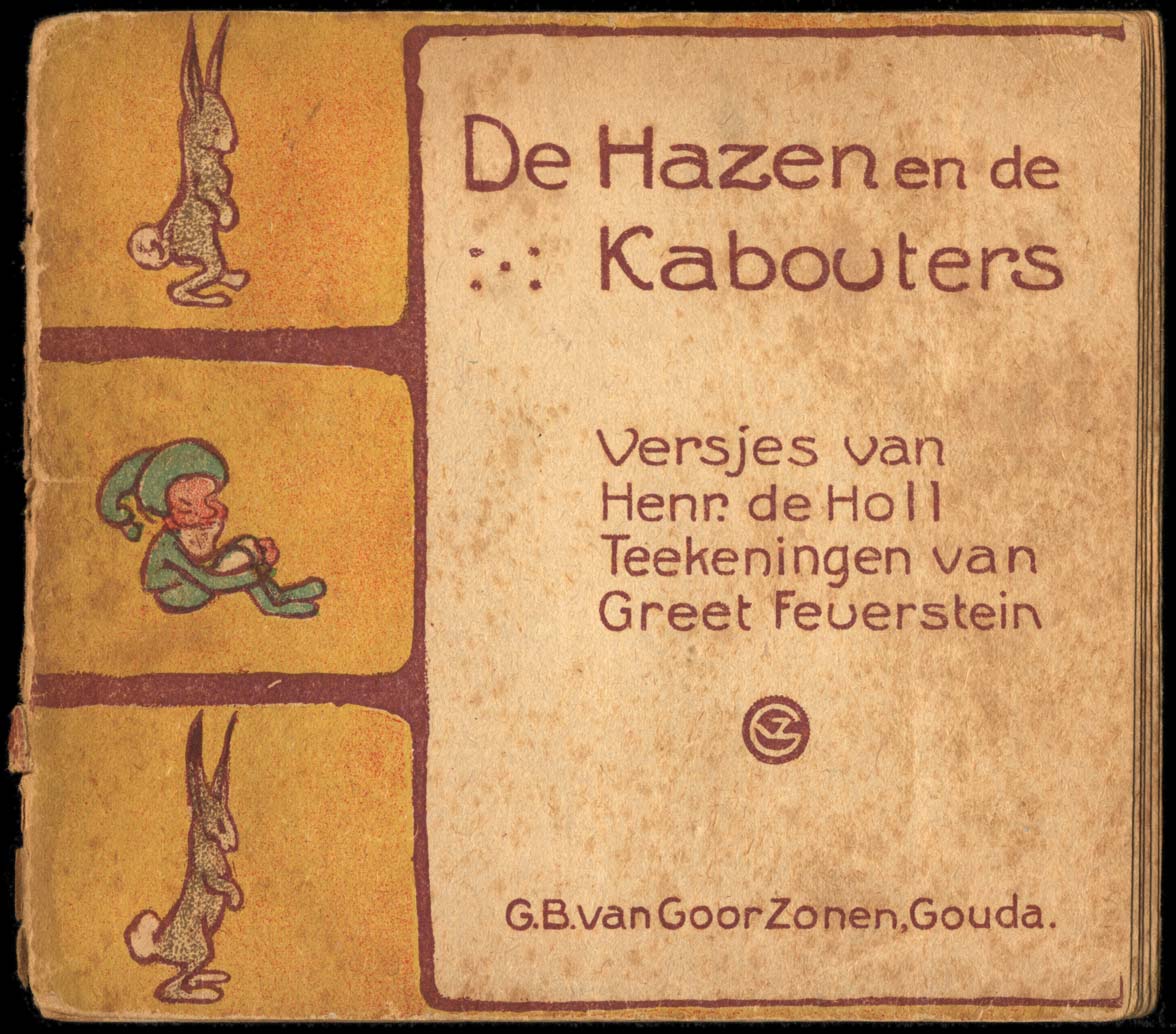 De Hazen en de
Kabouters
Versjes van
Henr. de Holl
Teekeningen van
Greet Feuerstein
G.B. van Goor Zonen, Gouda.